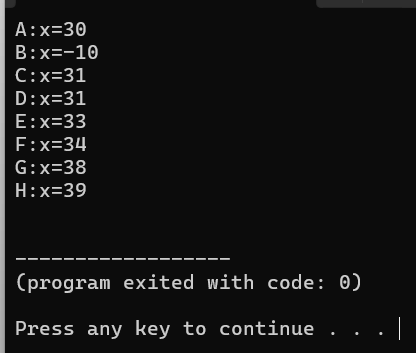 A:x=30
B:x=-10
C:x=31
D:x=31
E:x=33
F:x=34
G:x=38
H:x=39
------------------
(program exited with code: 0)
Press any key to continue . . .